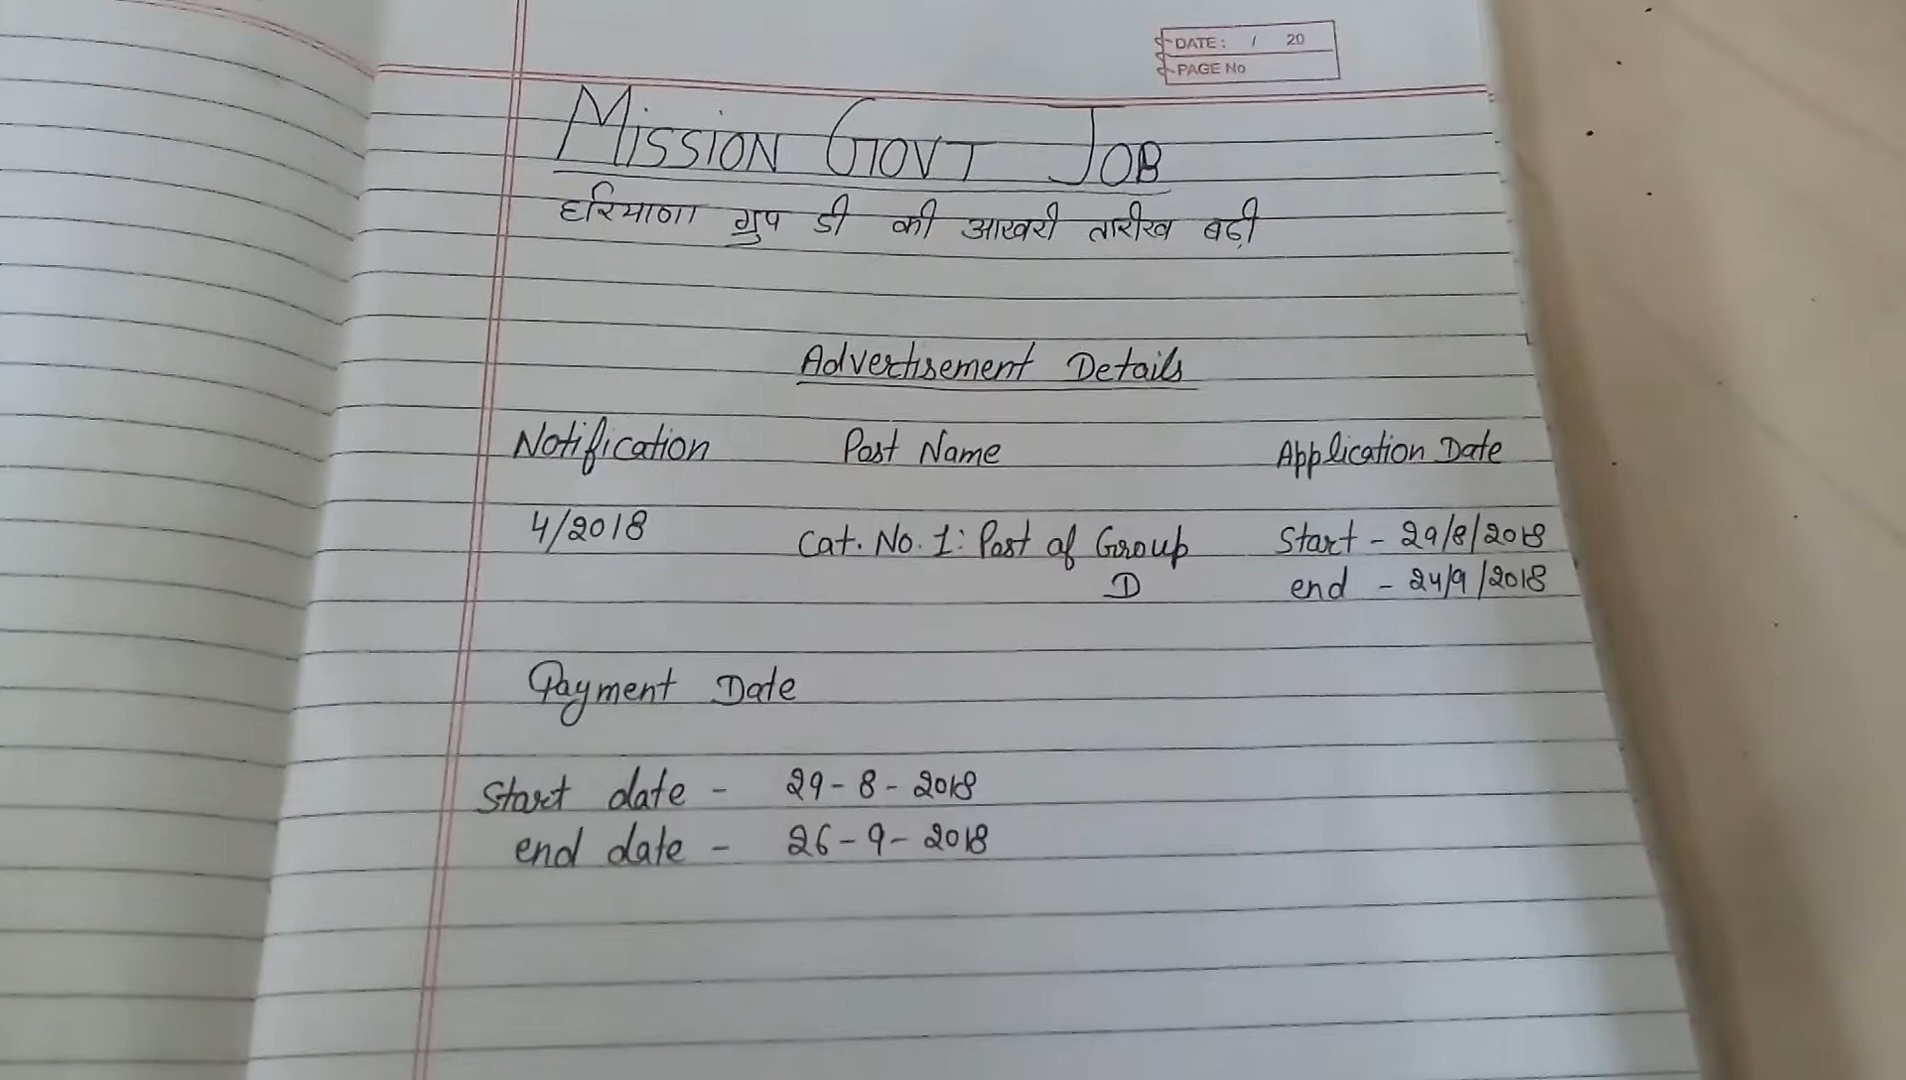 DATE: / 20
PAGE No
MISSION GOVT JOB
हरियाणा ग्रुप डी की आखरी तारीख बढ़ी
Advertisement Details
Notification Post Name Application Date
4/2018 Cat. No. 1: Post of Group Start - 29/8/2018
D end - 24/9/2018
Payment Date
Start date - 29-8-2018
end date - 26-9-2018